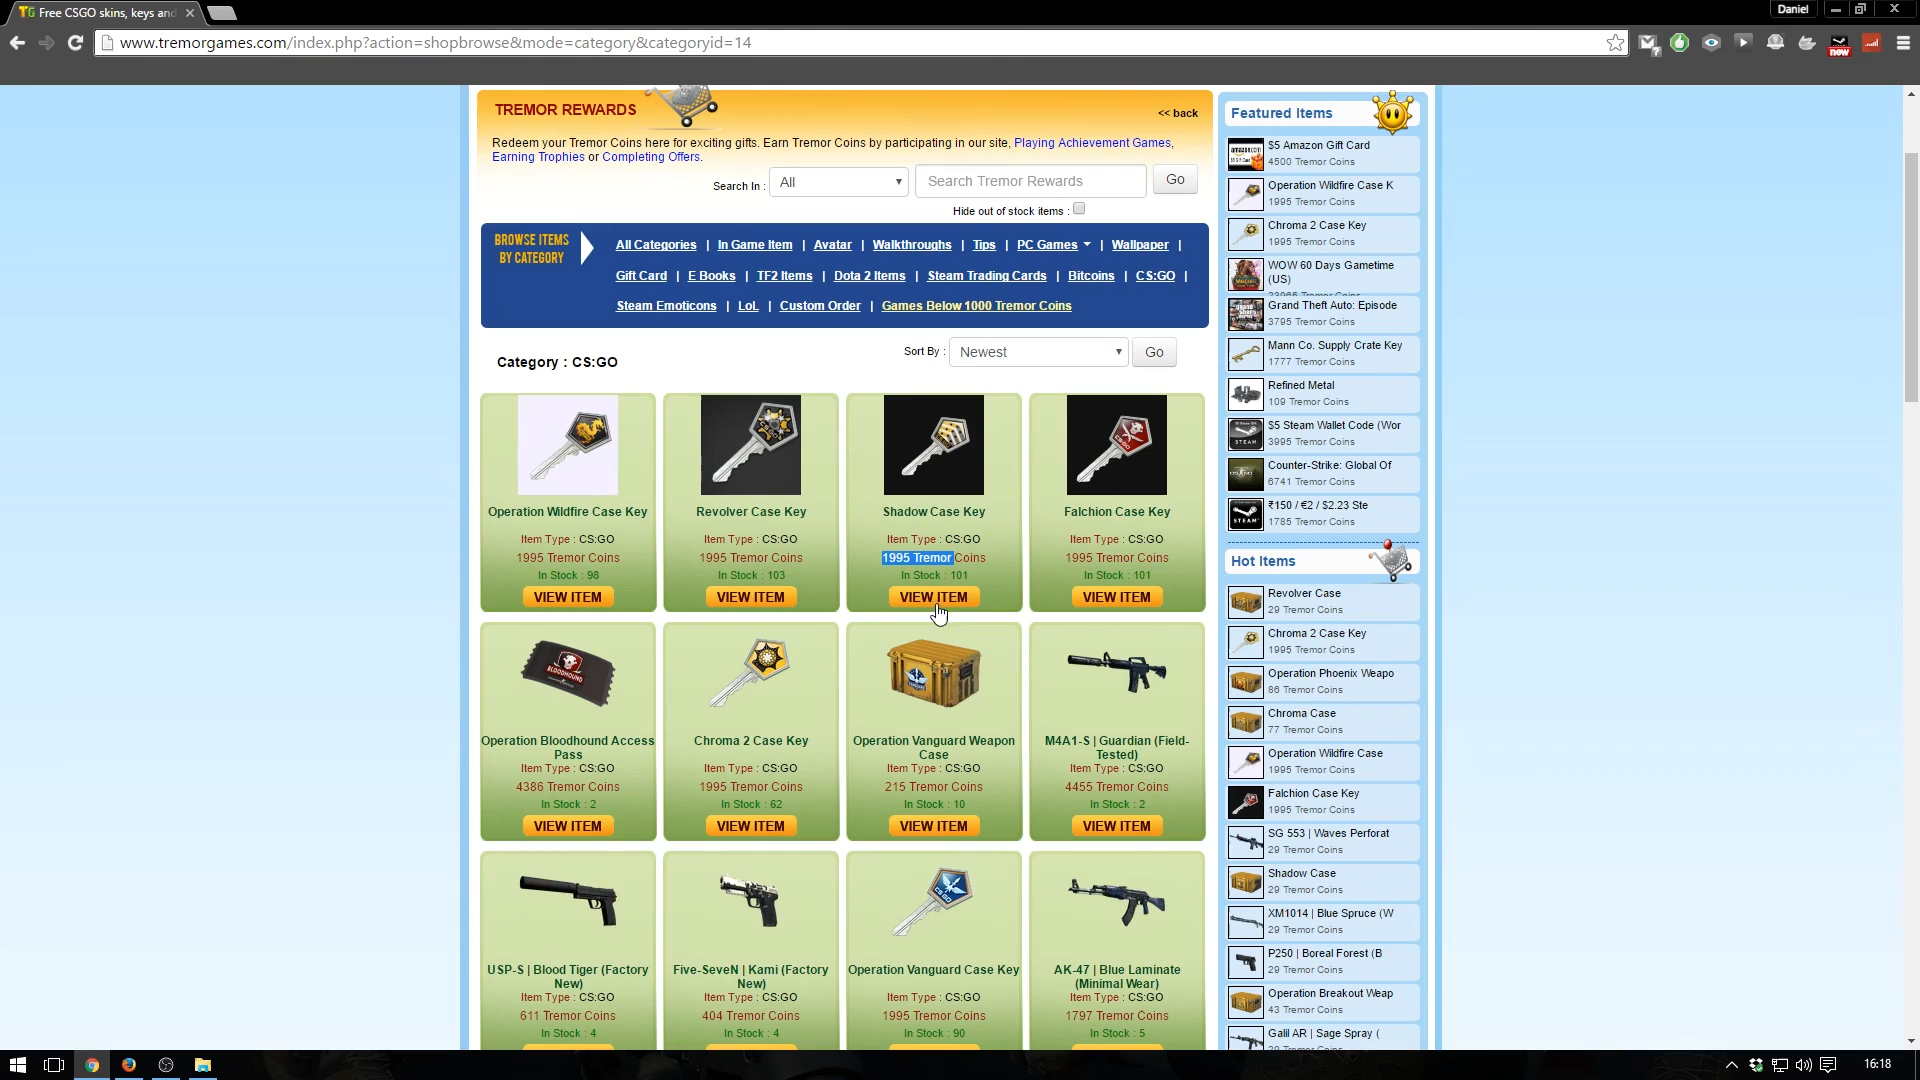 Free CSGO skins, keys and
Daniel
www.tremorgames.com/index.php?action=shopbrowse&mode=category&categoryid=14
new
TREMOR REWARDS
<< back
Redeem your Tremor Coins here for exciting gifts. Earn Tremor Coins by participating in our site, Playing Achievement Games,
Earning Trophies or Completing Offers.
Search In : All Search Tremor Rewards Go
Hide out of stock items :
BROWSE ITEMS
BY CATEGORY
All Categories | In Game Item | Avatar | Walkthroughs | Tips | PC Games | Wallpaper |
Gift Card | E Books | TF2 Items | Dota 2 Items | Steam Trading Cards | Bitcoins | CS:GO |
Steam Emoticons | LoL | Custom Order | Games Below 1000 Tremor Coins
Category : CS:GO
Sort By : Newest Go
Operation Wildfire Case Key
Item Type : CS:GO
1995 Tremor Coins
In Stock : 98
VIEW ITEM
Revolver Case Key
Item Type : CS:GO
1995 Tremor Coins
In Stock : 103
VIEW ITEM
Shadow Case Key
Item Type : CS:GO
1995 Tremor Coins
In Stock : 101
VIEW ITEM
Falchion Case Key
Item Type : CS:GO
1995 Tremor Coins
In Stock : 101
VIEW ITEM
BLOODHOUND
Operation Bloodhound Access
Pass
Item Type : CS:GO
4386 Tremor Coins
In Stock : 2
VIEW ITEM
Chroma 2 Case Key
Item Type : CS:GO
1995 Tremor Coins
In Stock : 62
VIEW ITEM
Operation Vanguard Weapon
Case
Item Type : CS:GO
215 Tremor Coins
In Stock : 10
VIEW ITEM
M4A1-S | Guardian (Field-
Tested)
Item Type : CS:GO
4455 Tremor Coins
In Stock : 2
VIEW ITEM
USP-S | Blood Tiger (Factory
New)
Item Type : CS:GO
611 Tremor Coins
In Stock : 4
Five-SeveN | Kami (Factory
New)
Item Type : CS:GO
404 Tremor Coins
In Stock : 4
Operation Vanguard Case Key
Item Type : CS:GO
1995 Tremor Coins
In Stock : 90
AK-47 | Blue Laminate
(Minimal Wear)
Item Type : CS:GO
1797 Tremor Coins
In Stock : 5
Featured Items
$5 Amazon Gift Card
4500 Tremor Coins
Operation Wildfire Case K
1995 Tremor Coins
Chroma 2 Case Key
1995 Tremor Coins
WOW 60 Days Gametime
(US)
23965 Tremor Coins
Grand Theft Auto: Episode
3795 Tremor Coins
Mann Co. Supply Crate Key
1777 Tremor Coins
Refined Metal
109 Tremor Coins
$5 Steam Wallet Code (Wor
3995 Tremor Coins
Counter-Strike: Global Of
6741 Tremor Coins
₹150 / €2 / $2.23 Ste
1785 Tremor Coins
Hot Items
Revolver Case
29 Tremor Coins
Chroma 2 Case Key
1995 Tremor Coins
Operation Phoenix Weapo
86 Tremor Coins
Chroma Case
77 Tremor Coins
Operation Wildfire Case
1995 Tremor Coins
Falchion Case Key
1995 Tremor Coins
SG 553 | Waves Perforat
29 Tremor Coins
Shadow Case
29 Tremor Coins
XM1014 | Blue Spruce (W
29 Tremor Coins
P250 | Boreal Forest (B
29 Tremor Coins
Operation Breakout Weap
43 Tremor Coins
Galil AR | Sage Spray (
29 Tremor Coins
16:18